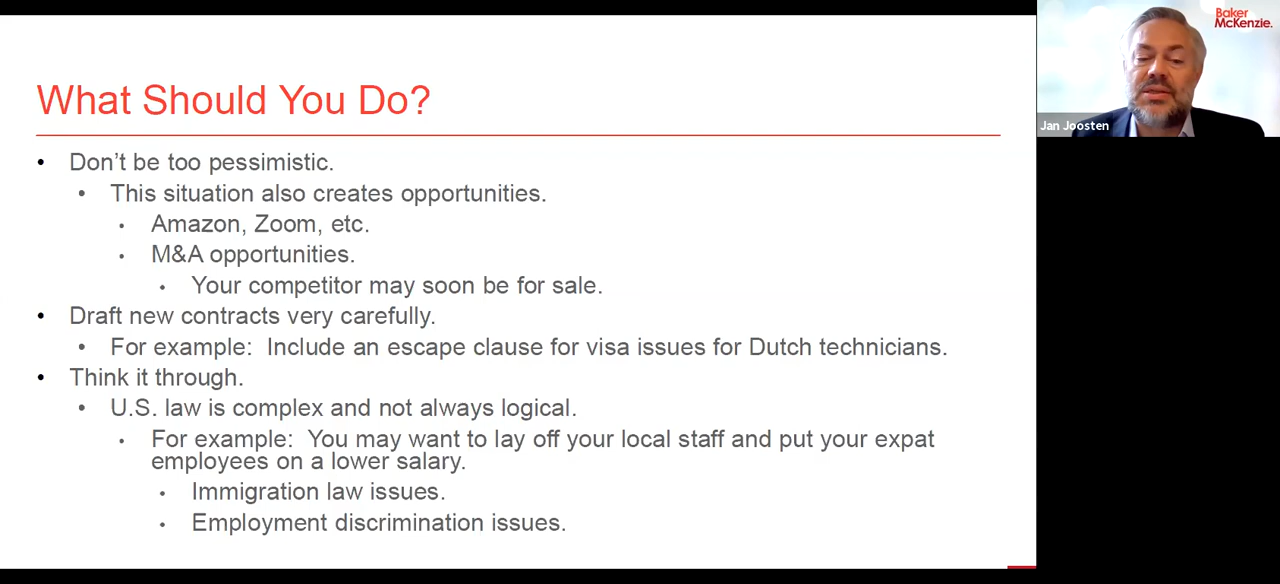 What Should You Do?
• Don't be too pessimistic.
• This situation also creates opportunities.
• Amazon, Zoom, etc.
• M&A opportunities.
• Your competitor may soon be for sale.
• Draft new contracts very carefully.
• For example:  Include an escape clause for visa issues for Dutch technicians.
• Think it through.
• U.S. law is complex and not always logical.
• For example:  You may want to lay off your local staff and put your expat
employees on a lower salary.
• Immigration law issues.
• Employment discrimination issues.
Baker
McKenzie.
Jan Joosten